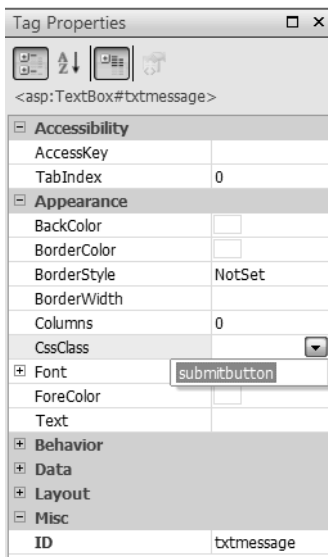 Tag Properties
<asp:TextBox#txtmessage>
Accessibility
AccessKey
TabIndex 0
Appearance
BackColor
BorderColor
BorderStyle NotSet
BorderWidth
Columns 0
CssClass
Font submitbutton
ForeColor
Text
Behavior
Data
Layout
Misc
ID txtmessage